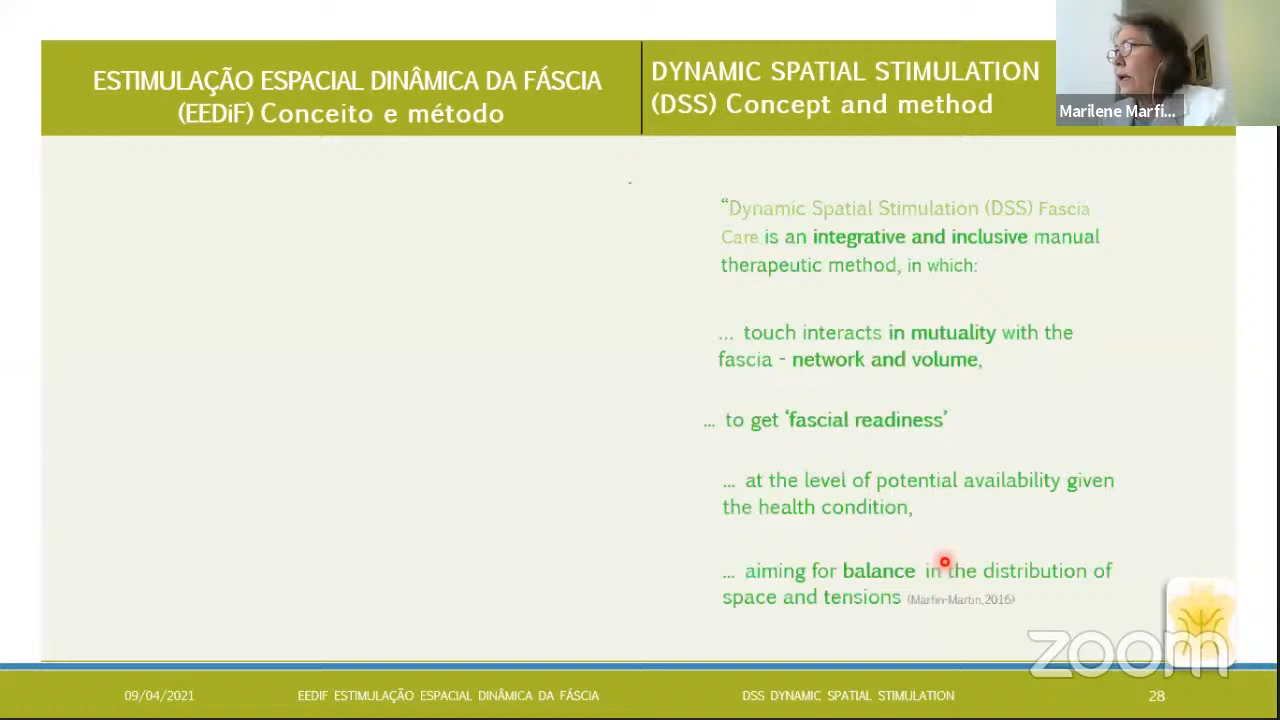 ESTIMULAÇÃO ESPACIAL DINÂMICA DA FÁSCIA
(EEDiF) Conceito e método
DYNAMIC SPATIAL STIMULATION
(DSS) Concept and method
Marilene Marfi...
“Dynamic Spatial Stimulation (DSS) Fascia
Care is an integrative and inclusive manual
therapeutic method, in which:
... touch interacts in mutuality with the
fascia - network and volume,
... to get ‘fascial readiness’
... at the level of potential availability given
the health condition,
... aiming for balance in the distribution of
space and tensions (Marfin-Martin,2016)
zoom
09/04/2021
EEDIF ESTIMULAÇÃO ESPACIAL DINÂMICA DA FÁSCIA
DSS DYNAMIC SPATIAL STIMULATION
28